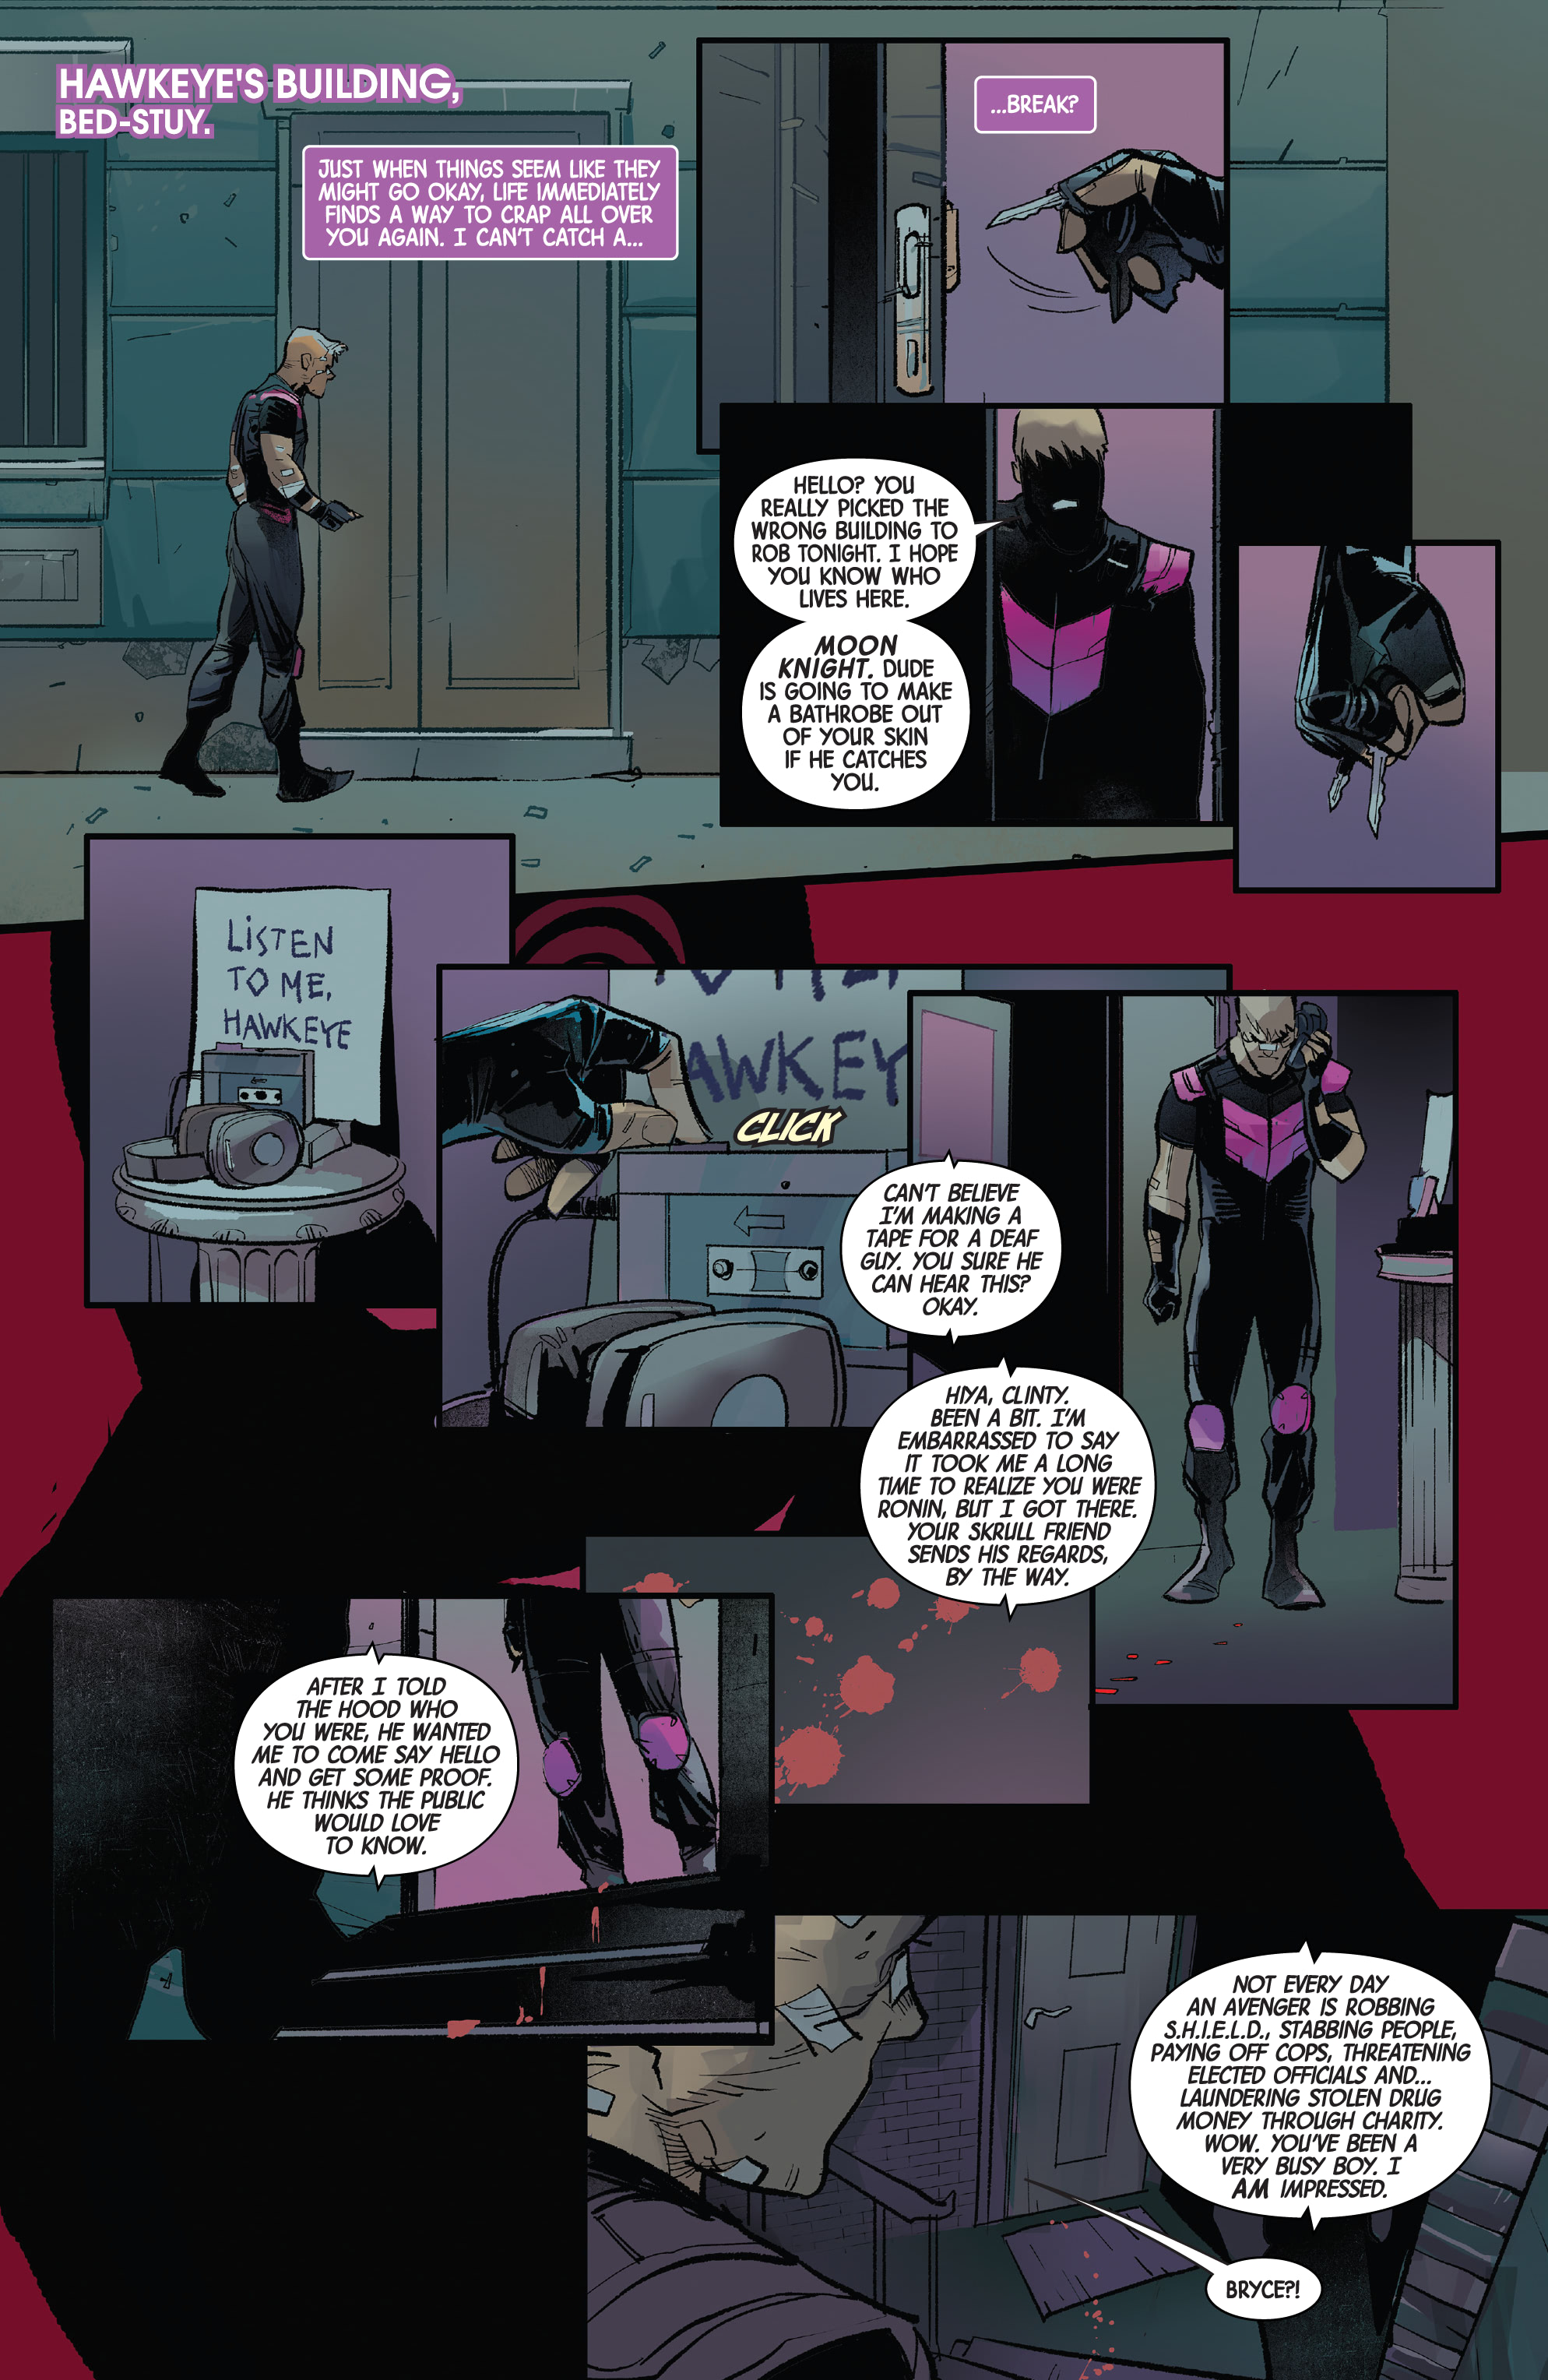 HAWKEYE'S BUILDING,
BED-STUY.
JUST WHEN THINGS SEEM LIKE THEY
MIGHT GO OKAY, LIFE IMMEDIATELY
FINDS A WAY TO CRAP ALL OVER
YOU AGAIN. I CAN'T CATCH A...
...BREAK?
HELLO? YOU
REALLY PICKED THE
WRONG BUILDING TO
ROB TONIGHT. I HOPE
YOU KNOW WHO
LIVES HERE.
MOON
KNIGHT. DUDE
IS GOING TO MAKE
A BATHROBE OUT
OF YOUR SKIN
IF HE CATCHES
YOU.
LISTEN
TO ME,
HAWKEYE
TO ME,
HAWKEYE
CLICK
CAN'T BELIEVE
I'M MAKING A
TAPE FOR A DEAF
GUY. YOU SURE HE
CAN HEAR THIS?
OKAY.
HIYA, CLINTY.
BEEN A BIT. I'M
EMBARRASSED TO SAY
IT TOOK ME A LONG
TIME TO REALIZE YOU WERE
RONIN, BUT I GOT THERE.
YOUR SKRULL FRIEND
SENDS HIS REGARDS,
BY THE WAY.
AFTER I TOLD
THE HOOD WHO
YOU WERE, HE WANTED
ME TO COME SAY HELLO
AND GET SOME PROOF.
HE THINKS THE PUBLIC
WOULD LOVE
TO KNOW.
NOT EVERY DAY
AN AVENGER IS ROBBING
S.H.I.E.L.D., STABBING PEOPLE,
PAYING OFF COPS, THREATENING
ELECTED OFFICIALS AND...
LAUNDERING STOLEN DRUG
MONEY THROUGH CHARITY.
WOW. YOU'VE BEEN A
VERY BUSY BOY. I
AM IMPRESSED.
BRYCE?!